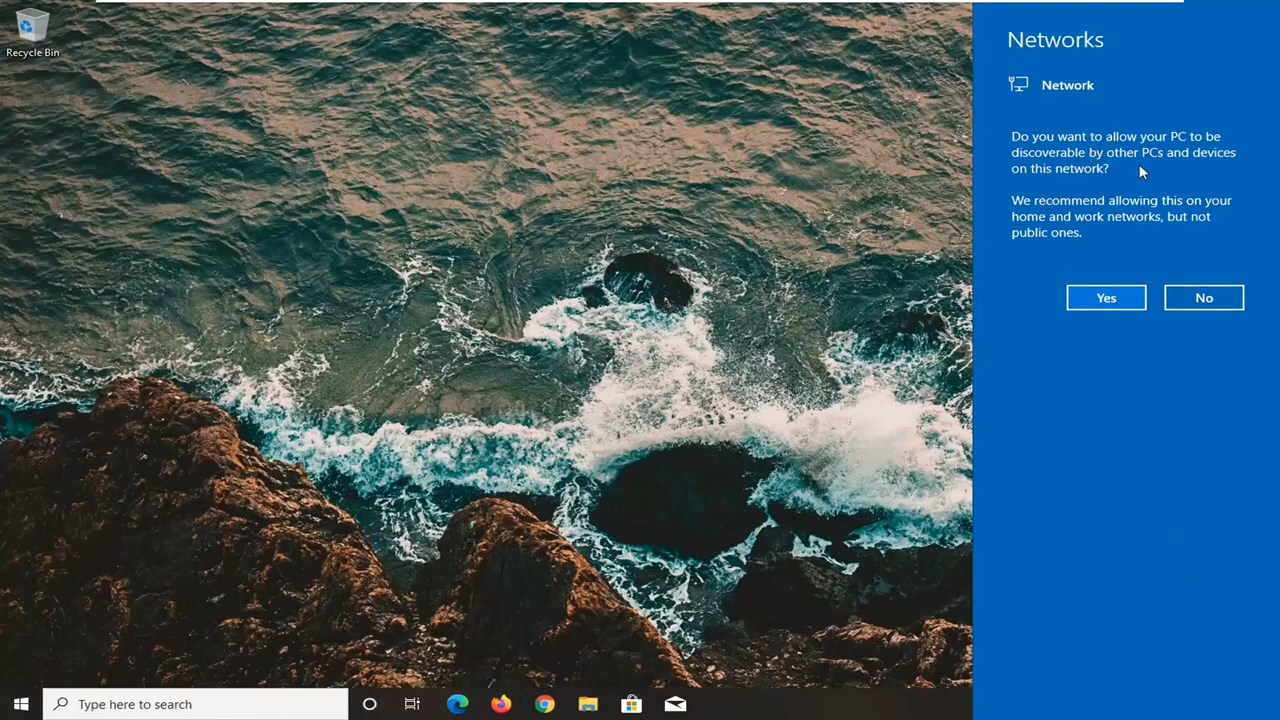 Recycle Bin
Networks
Network
Do you want to allow your PC to be
discoverable by other PCs and devices
on this network?
We recommend allowing this on your
home and work networks, but not
public ones.
Yes
No
Type here to search